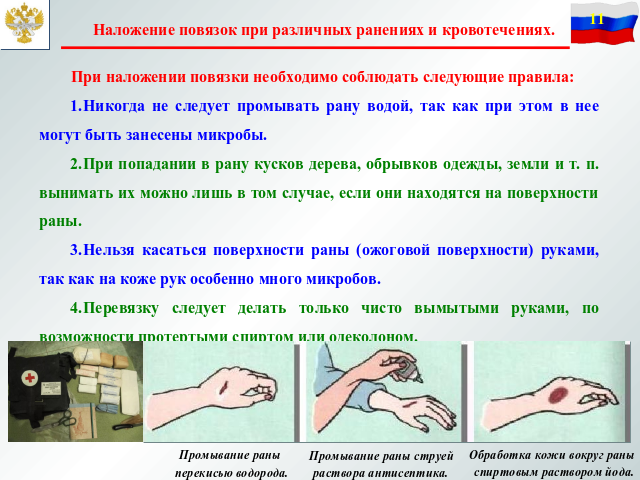 Наложение повязок при различных ранениях и кровотечениях.
11
При наложении повязки необходимо соблюдать следующие правила:
1.Никогда не следует промывать рану водой, так как при этом в нее
могут быть занесены микробы.
2.При попадании в рану кусков дерева, обрывков одежды, земли и т. п.
вынимать их можно лишь в том случае, если они находятся на поверхности
раны.
3.Нельзя касаться поверхности раны (ожоговой поверхности) руками,
так как на коже рук особенно много микробов.
4.Перевязку следует делать только чисто вымытыми руками, по
возможности протертыми спиртом или одеколоном.
Промывание раны
перекисью водорода.
Промывание раны струей
раствора антисептика.
Обработка кожи вокруг раны
спиртовым раствором йода.